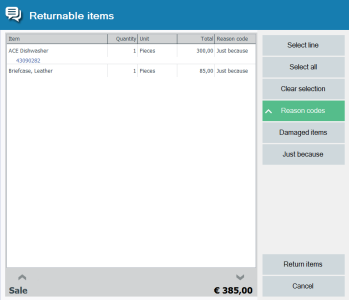 Returnable items
Item Quantity Unit Total Reason code
ACE Dishwasher 1 Pieces 300,00 Just because
43090282
Briefcase, Leather 1 Pieces 85,00 Just because
Sale € 385,00
Select line
Select all
Clear selection
Reason codes
Damaged items
Just because
Return items
Cancel